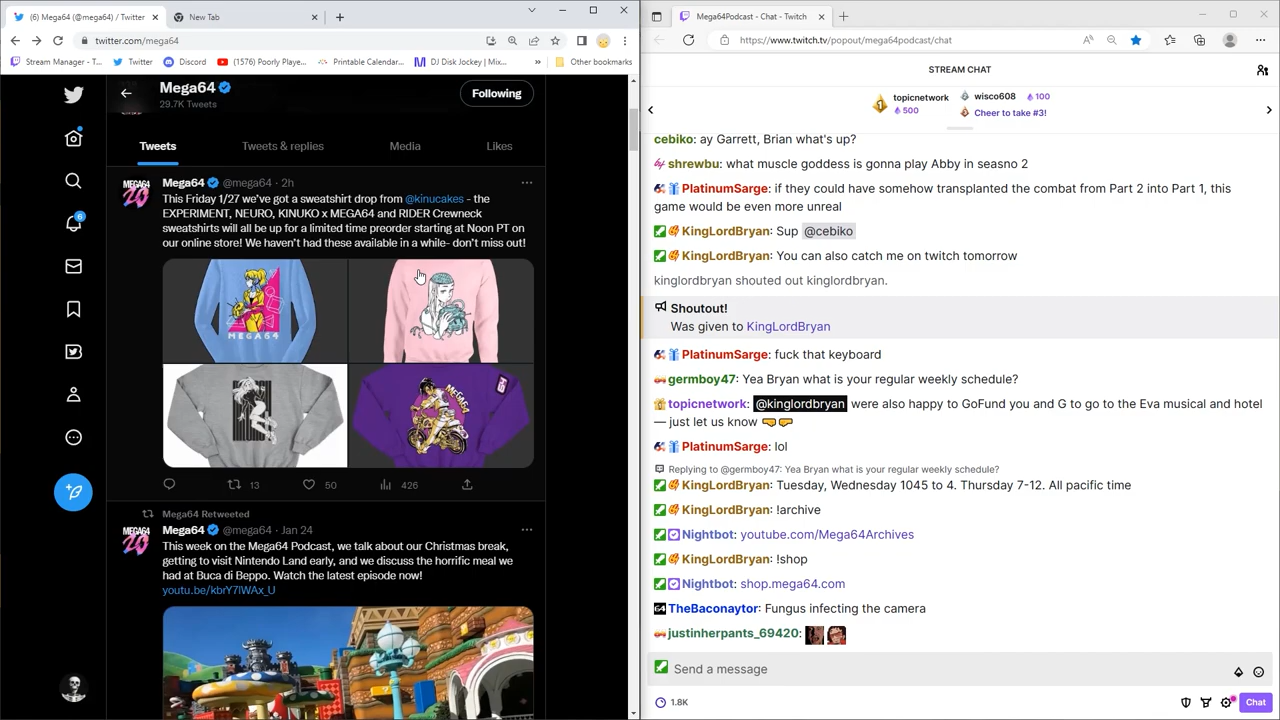 (6) Mega64 (@mega64) / Twitter
New Tab
twitter.com/mega64
Stream Manager - T...
Twitter
Discord
(1576) Poorly Playe...
Printable Calendar...
DJ Disk Jockey | Mix...
»
Other bookmarks
Mega64
29.7K Tweets
Following
Tweets
Tweets & replies
Media
Likes
Mega64 @mega64 · 2h
This Friday 1/27 we've got a sweatshirt drop from @kinucakes - the
EXPERIMENT, NEURO, KINUKO x MEGA64 and RIDER Crewneck
sweatshirts will all be up for a limited time preorder starting at Noon PT on
our online store! We haven't had these available in a while- don't miss out!
MEGA64
MEGA64
13
50
426
6
Mega64 Retweeted
Mega64 @mega64 · Jan 24
This week on the Mega64 Podcast, we talk about our Christmas break,
getting to visit Nintendo Land early, and we discuss the horrific meal we
had at Buca di Beppo. Watch the latest episode now!
youtu.be/kbrY7lWAx_U
MEGA64
20
MEGA64
20
Mega64Podcast - Chat - Twitch
https://www.twitch.tv/popout/mega64podcast/chat
STREAM CHAT
1 topicnetwork
500
wisco608 100
Cheer to take #3!
cebiko: ay Garrett, Brian what's up?
shrewbu: what muscle goddess is gonna play Abby in seasno 2
PlatinumSarge: if they could have somehow transplanted the combat from Part 2 into Part 1, this
game would be even more unreal
KingLordBryan: Sup @cebiko
KingLordBryan: You can also catch me on twitch tomorrow
kinglordbryan shouted out kinglordbryan.
Shoutout!
Was given to KingLordBryan
PlatinumSarge: fuck that keyboard
germboy47: Yea Bryan what is your regular weekly schedule?
topicnetwork: @kinglordbryan were also happy to GoFund you and G to go to the Eva musical and hotel
— just let us know
PlatinumSarge: lol
Replying to @germboy47: Yea Bryan what is your regular weekly schedule?
KingLordBryan: Tuesday, Wednesday 1045 to 4. Thursday 7-12. All pacific time
KingLordBryan: !archive
Nightbot: youtube.com/Mega64Archives
KingLordBryan: !shop
Nightbot: shop.mega64.com
64 TheBaconaytor: Fungus infecting the camera
justinherpants_69420:
Send a message
1.8K
Chat